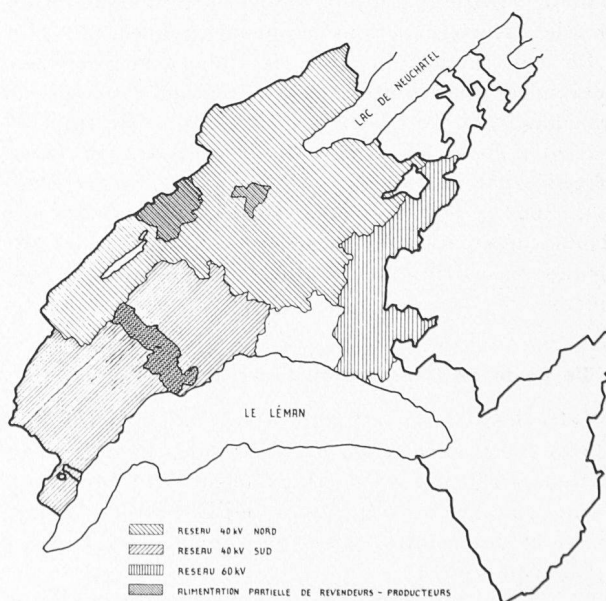 LAC DE NEUCHATEL
LE LÉMAN
RESEAU 40 kV NORD
RESEAU 40 kV SUD
RESEAU 60 kV
ALIMENTATION PARTIELLE DE REVENDEURS - PRODUCTEURS